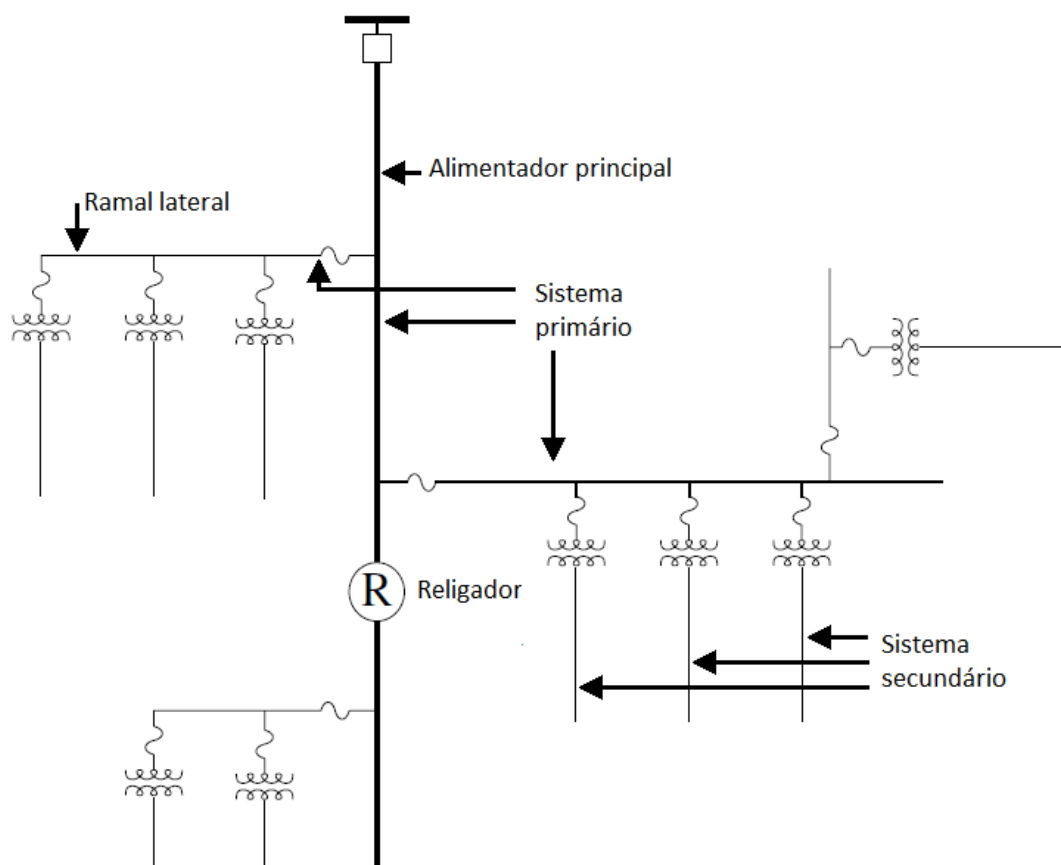 Alimentador principal
Ramal lateral
Sistema
primário
R
Religador
Sistema
secundário